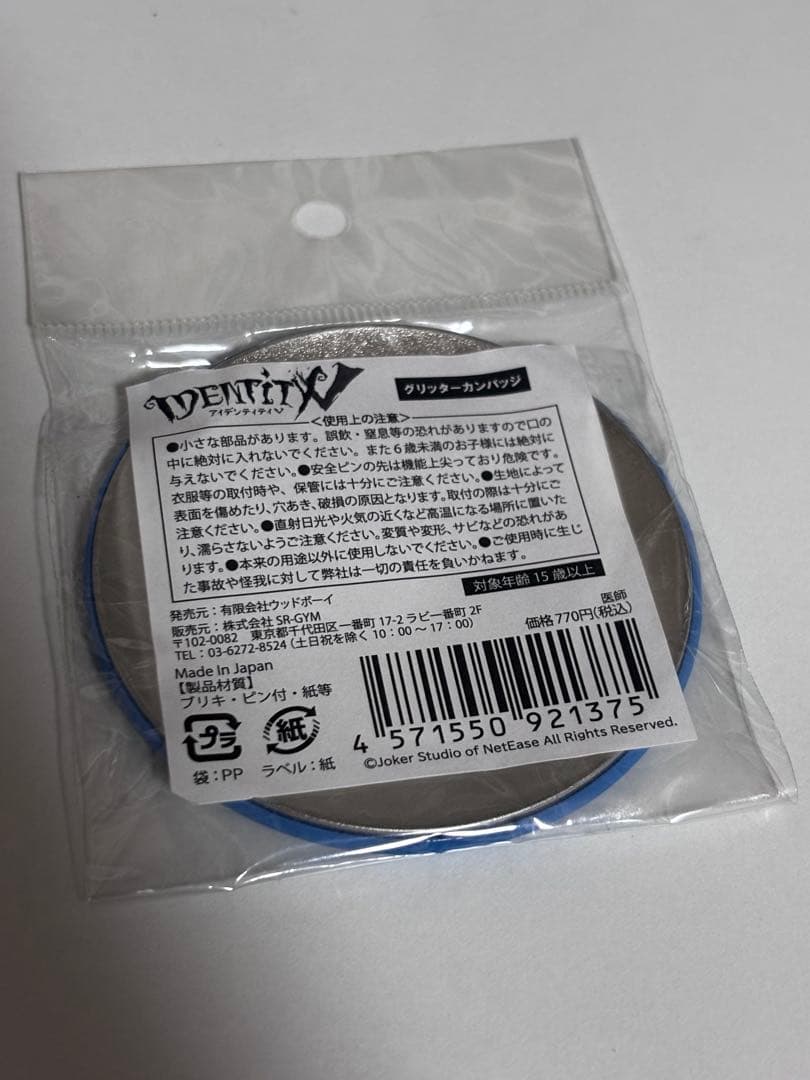 IDENTITY V
アイデンティティV
グリッターカンバッジ
<使用上の注意>
●小さな部品があります。誤飲・窒息等の恐れがありますので口の
中に絶対に入れないでください。また6歳未満のお子様には絶対に
与えないでください。●安全ピンの先は機能上尖っており危険です。
衣服等の取付時や、保管には十分にご注意ください。●生地によって
表面を傷めたり、穴あき、破損の原因となります。取付の際は十分にご
注意ください。●直射日光や火気の近くなど高温になる場所に置いた
り、濡らさないようご注意ください。変質や変形、サビなどの恐れがあ
ります。●本来の用途以外に使用しないでください。●ご使用時に生じ
た事故や怪我に対して弊社は一切の責任を負いかねます。
対象年齢15歳以上
発売元：有限会社ウッドボーイ
販売元：株式会社 SR-GYM
〒102-0082 東京都千代田区一番町 17-2 ラビー番町 2F
TEL：03-6272-8524（土日祝を除く 10：00～17：00）
医師
価格770円(税込)
Made In Japan
【製品材質】
ブリキ・ピン付・紙等
プラ
紙
袋：PP
ラベル：紙
4 571550 921375
©Joker Studio of NetEase All Rights Reserved.